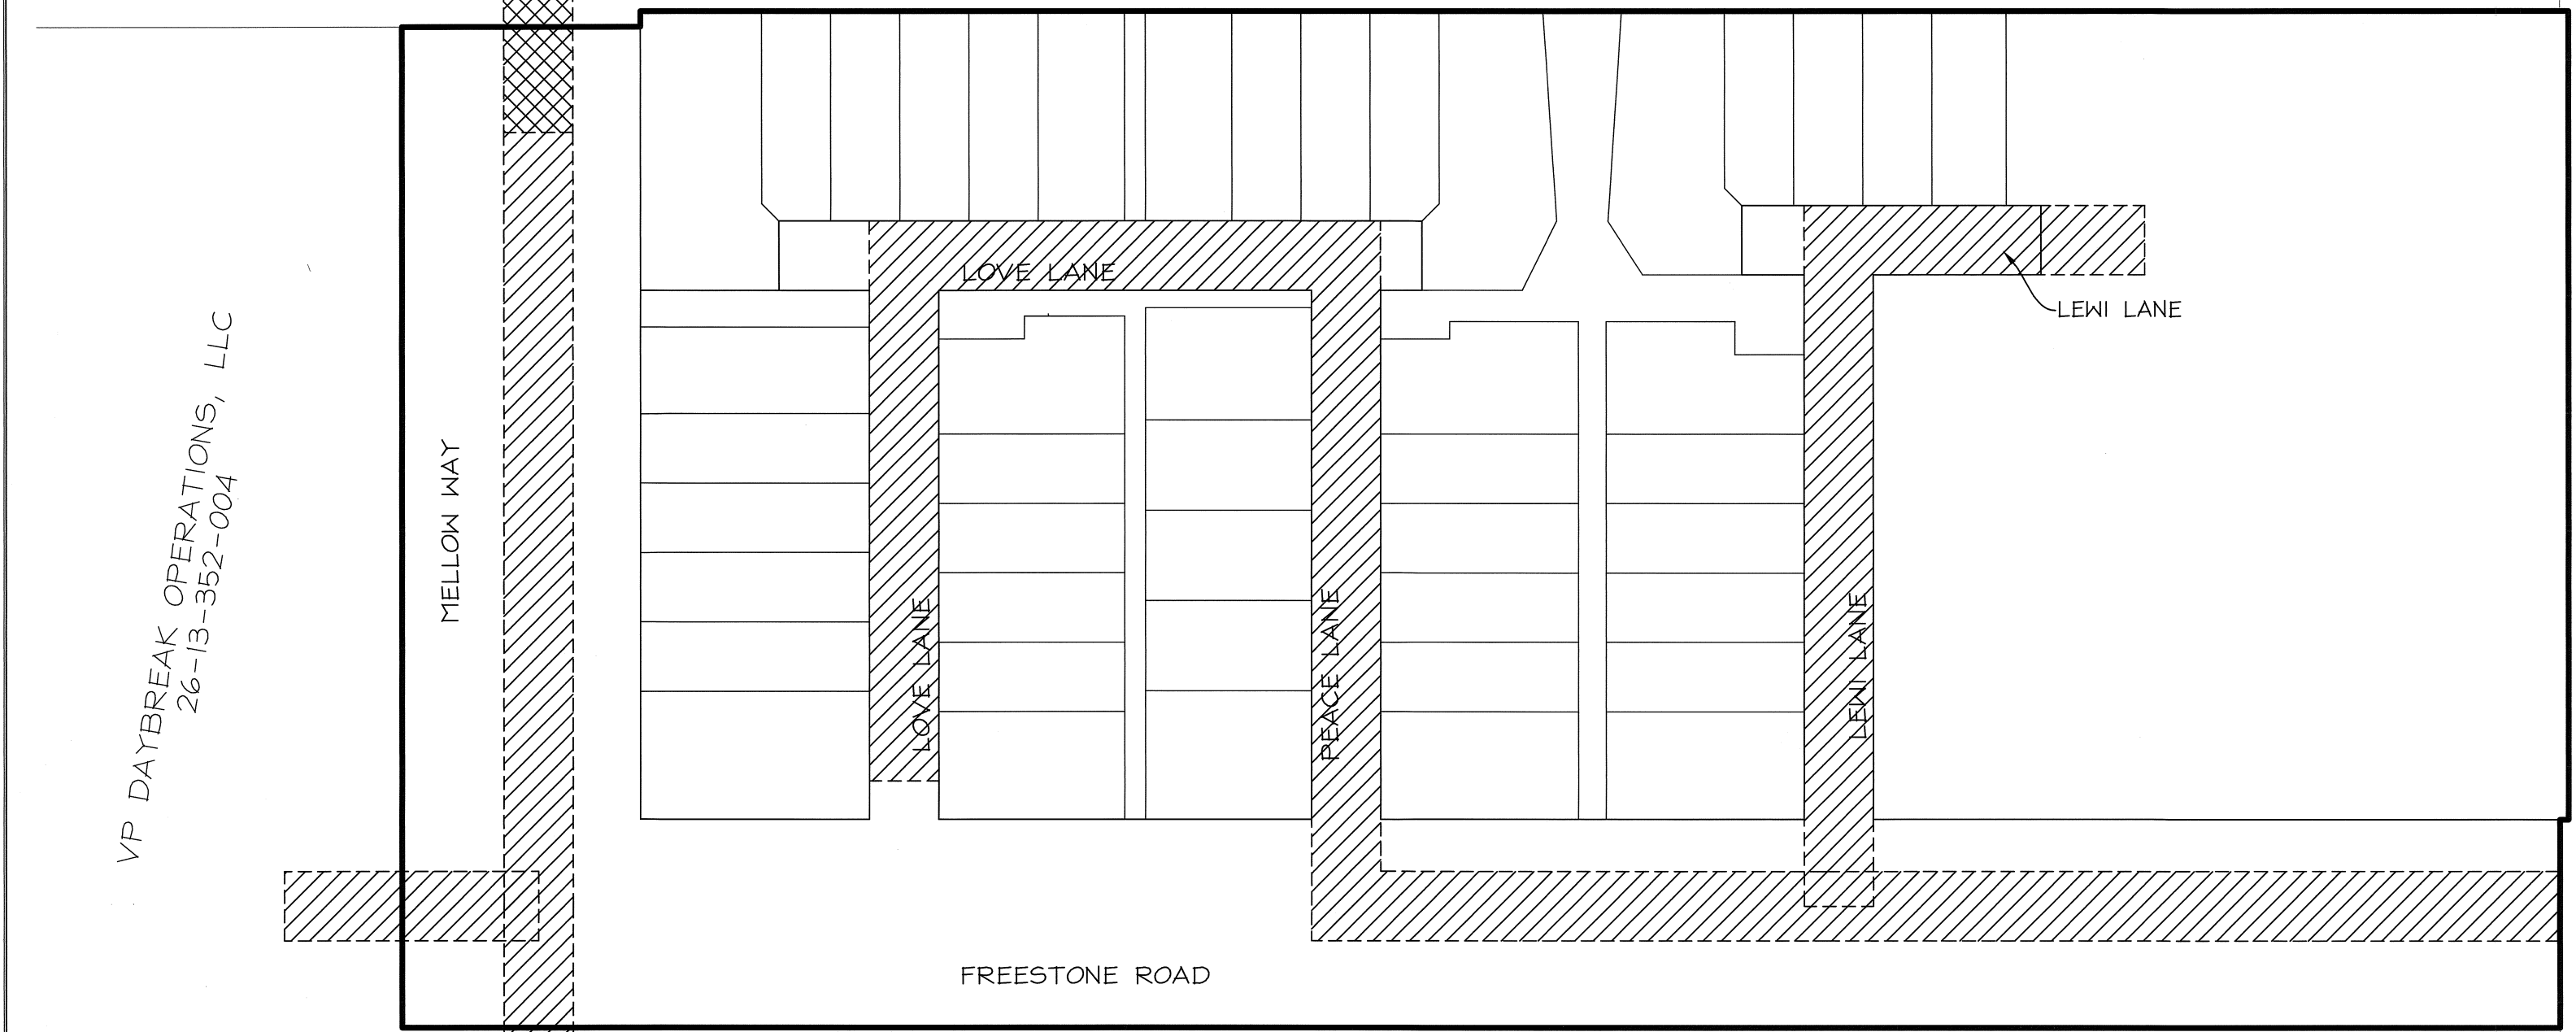 VP DAYBREAK OPERATIONS, LLC
26-13-352-004
MELLOW WAY
LOVE LANE
LOVE LANE
PEACE LANE
LEWI LANE
LEWI LANE
FREESTONE ROAD